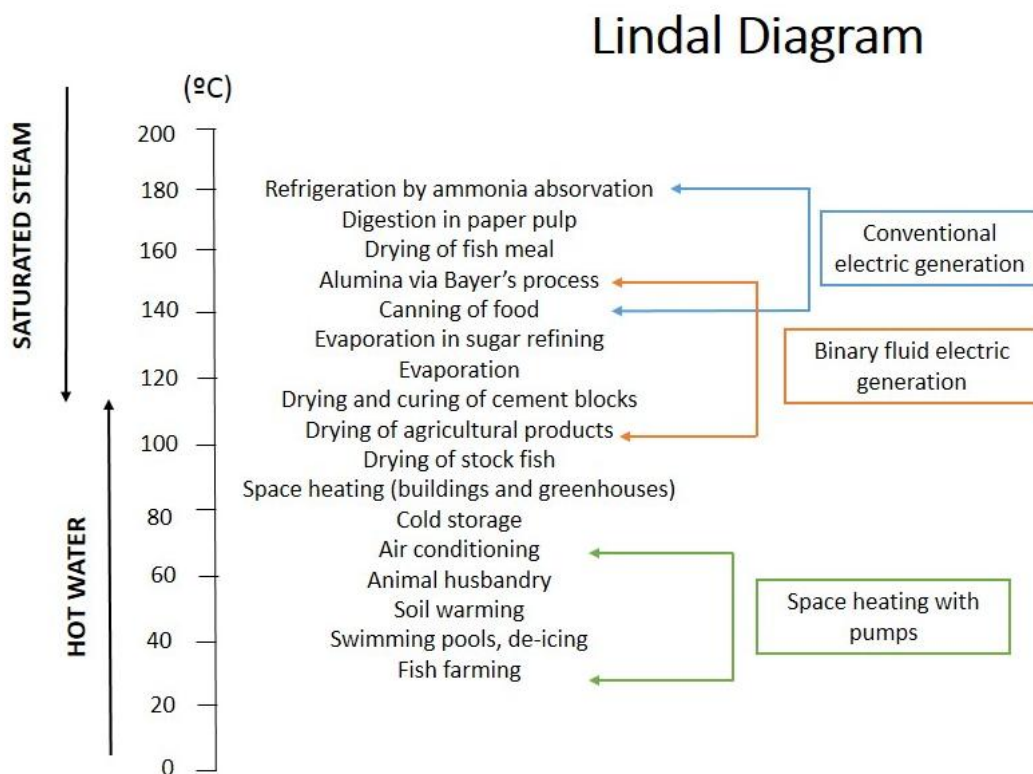 Lindal Diagram
(ºC)
SATURATED STEAM
HOT WATER
200
180
160
140
120
100
80
60
40
20
0
Refrigeration by ammonia absorvation
Digestion in paper pulp
Drying of fish meal
Alumina via Bayer's process
Canning of food
Evaporation in sugar refining
Evaporation
Drying and curing of cement blocks
Drying of agricultural products
Drying of stock fish
Space heating (buildings and greenhouses)
Cold storage
Air conditioning
Animal husbandry
Soil warming
Swimming pools, de-icing
Fish farming
Conventional
electric generation
Binary fluid electric
generation
Space heating with
pumps